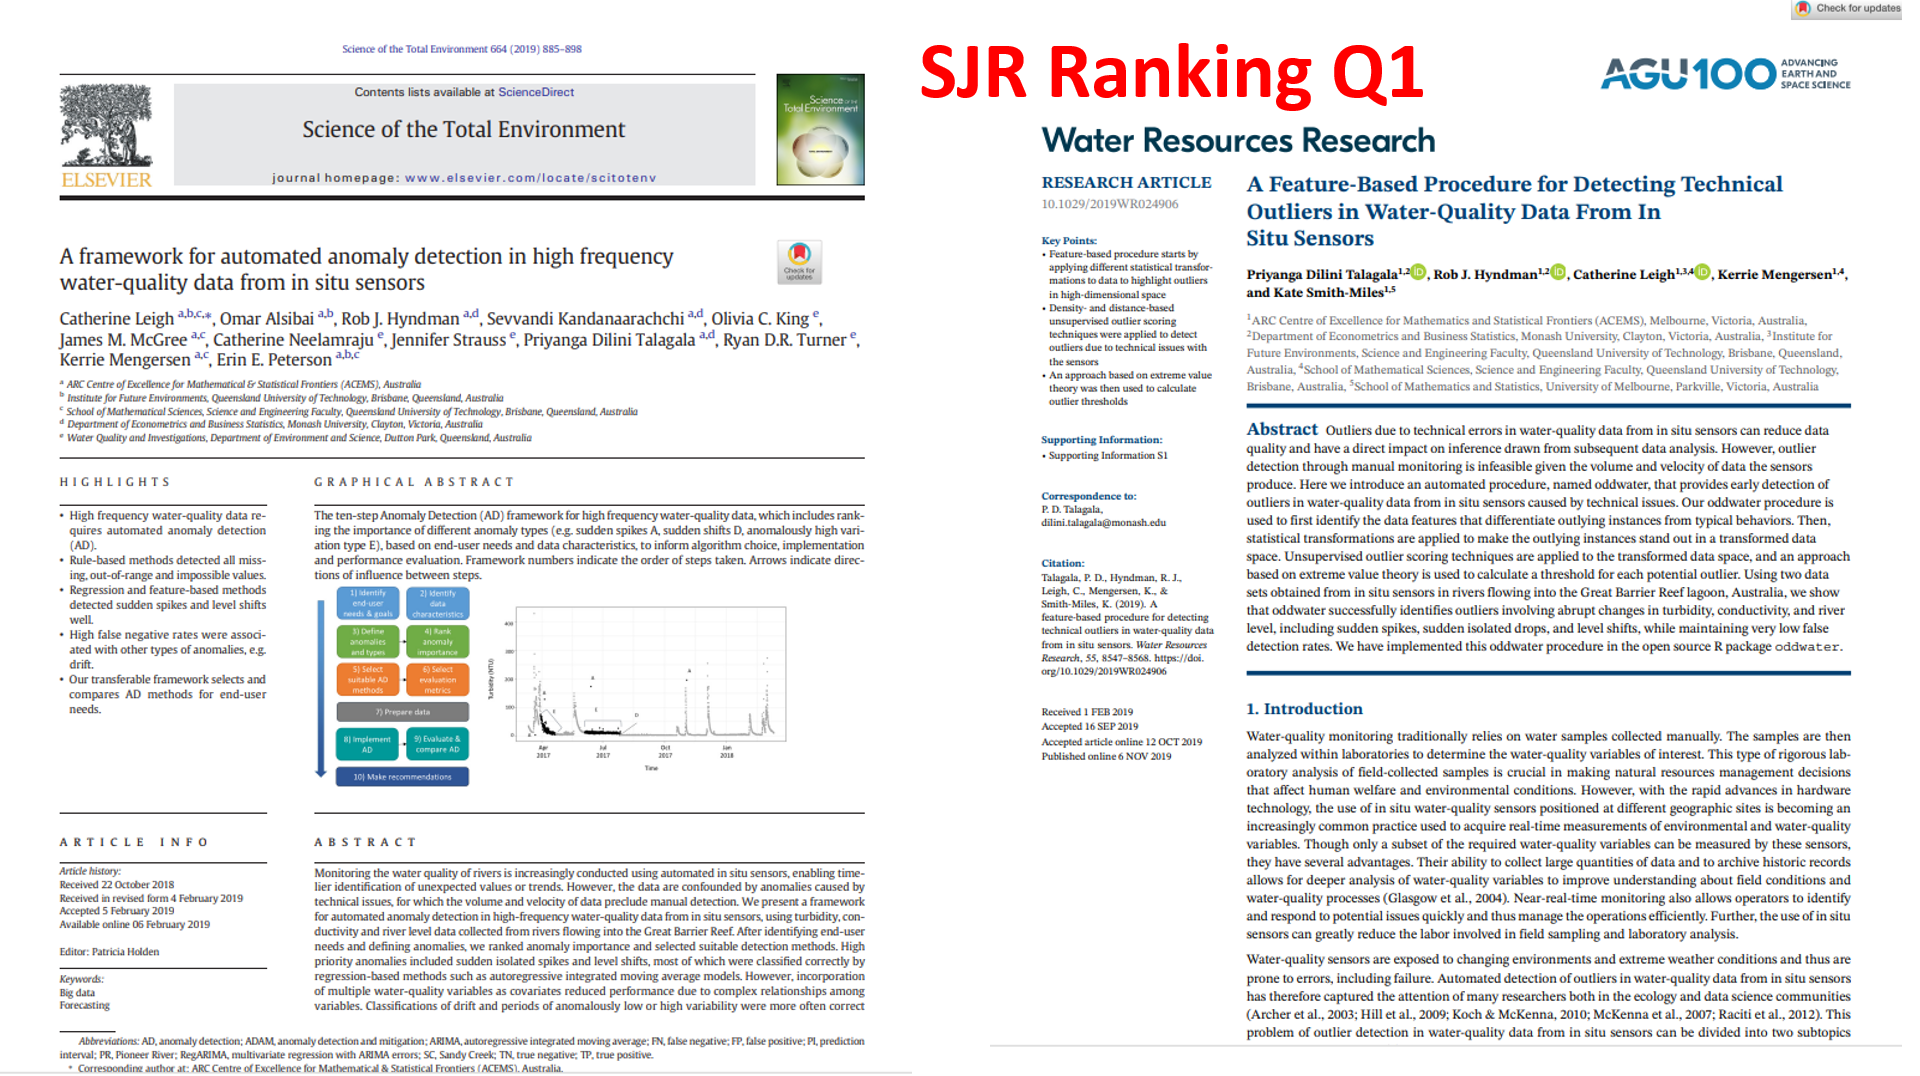 Science of the Total Environment 664 (2019) 885–898
Contents lists available at ScienceDirect
Science of the Total Environment
journal homepage: www.elsevier.com/locate/scitotenv
ELSEVIER
Science of the
Total Environment
A framework for automated anomaly detection in high frequency
water-quality data from in situ sensors
Check for
updates
Catherine Leigh a,b,c,*, Omar Alsibai a,b, Rob J. Hyndman a,d, Sevvandi Kandanaarachchi a,d, Olivia C. King e,
James M. McGree a,c, Catherine Neelamraju e, Jennifer Strauss e, Priyanga Dilini Talagala a,d, Ryan D.R. Turner e,
Kerrie Mengersen a,c, Erin E. Peterson a,b,c
a ARC Centre of Excellence for Mathematical & Statistical Frontiers (ACEMS), Australia
b Institute for Future Environments, Queensland University of Technology, Brisbane, Queensland, Australia
c School of Mathematical Sciences, Science and Engineering Faculty, Queensland University of Technology, Brisbane, Queensland, Australia
d Department of Econometrics and Business Statistics, Monash University, Clayton, Victoria, Australia
e Water Quality and Investigations, Department of Environment and Science, Dutton Park, Queensland, Australia
HIGHLIGHTS
• High frequency water-quality data re-
quires automated anomaly detection
(AD).
• Rule-based methods detected all miss-
ing, out-of-range and impossible values.
• Regression and feature-based methods
detected sudden spikes and level shifts
well.
• High false negative rates were associ-
ated with other types of anomalies, e.g.
drift.
• Our transferable framework selects and
compares AD methods for end-user
needs.
GRAPHICAL ABSTRACT
The ten-step Anomaly Detection (AD) framework for high frequency water-quality data, which includes rank-
ing the importance of different anomaly types (e.g. sudden spikes A, sudden shifts D, anomalously high vari-
ation type E), based on end-user needs and data characteristics, to inform algorithm choice, implementation
and performance evaluation. Framework numbers indicate the order of steps taken. Arrows indicate direc-
tions of influence between steps.
1) Identify
end-user
needs & goals
2) Identify
data
characteristics
3) Define
anomalies
and types
4) Rank
anomaly
importance
5) Select
suitable AD
methods
6) Select
evaluation
metrics
7) Prepare data
8) Implement
AD
9) Evaluate &
compare AD
10) Make recommendations
Turbidity (NTU)
400
300
200
100
0
A
A
E
D
Apr
2017
Jul
2017
Oct
2017
Jan
2018
Time
ARTICLE INFO
Article history:
Received 22 October 2018
Received in revised form 4 February 2019
Accepted 5 February 2019
Available online 06 February 2019
Editor: Patricia Holden
Keywords:
Big data
Forecasting
ABSTRACT
Monitoring the water quality of rivers is increasingly conducted using automated in situ sensors, enabling time-
lier identification of unexpected values or trends. However, the data are confounded by anomalies caused by
technical issues, for which the volume and velocity of data preclude manual detection. We present a framework
for automated anomaly detection in high-frequency water-quality data from in situ sensors, using turbidity, con-
ductivity and river level data collected from rivers flowing into the Great Barrier Reef. After identifying end-user
needs and defining anomalies, we ranked anomaly importance and selected suitable detection methods. High
priority anomalies included sudden isolated spikes and level shifts, most of which were classified correctly by
regression-based methods such as autoregressive integrated moving average models. However, incorporation
of multiple water-quality variables as covariates reduced performance due to complex relationships among
variables. Classifications of drift and periods of anomalously low or high variability were more often correct
Abbreviations: AD, anomaly detection; ADAM, anomaly detection and mitigation; ARIMA, autoregressive integrated moving average; FN, false negative; FP, false positive; PI, prediction
interval; PR, Pioneer River; RegARIMA, multivariate regression with ARIMA errors; SC, Sandy Creek; TN, true negative; TP, true positive.
* Corresponding author at: ARC Centre of Excellence for Mathematical & Statistical Frontiers (ACEMS), Australia.
SJR Ranking Q1
Check for updates
AGU100 ADVANCING
EARTH AND
SPACE SCIENCE
Water Resources Research
RESEARCH ARTICLE
10.1029/2019WR024906
Key Points:
• Feature-based procedure starts by
applying different statistical transfor-
mations to data to highlight outliers
in high-dimensional space
• Density- and distance-based
unsupervised outlier scoring
techniques were applied to detect
outliers due to technical issues with
the sensors
• An approach based on extreme value
theory was then used to calculate
outlier thresholds
Supporting Information:
• Supporting Information S1
Correspondence to:
P. D. Talagala,
dilini.talagala@monash.edu
Citation:
Talagala, P. D., Hyndman, R. J.,
Leigh, C., Mengersen, K., &
Smith-Miles, K. (2019). A
feature-based procedure for detecting
technical outliers in water-quality data
from in situ sensors. Water Resources
Research, 55, 8547–8568. https://doi.
org/10.1029/2019WR024906
Received 1 FEB 2019
Accepted 16 SEP 2019
Accepted article online 12 OCT 2019
Published online 6 NOV 2019
A Feature-Based Procedure for Detecting Technical
Outliers in Water-Quality Data From In
Situ Sensors
Priyanga Dilini Talagala1,2, Rob J. Hyndman1,2, Catherine Leigh1,3,4, Kerrie Mengersen1,4,
and Kate Smith-Miles1,5
1ARC Centre of Excellence for Mathematics and Statistical Frontiers (ACEMS), Melbourne, Victoria, Australia,
2Department of Econometrics and Business Statistics, Monash University, Clayton, Victoria, Australia, 3Institute for
Future Environments, Science and Engineering Faculty, Queensland University of Technology, Brisbane, Queensland,
Australia, 4School of Mathematical Sciences, Science and Engineering Faculty, Queensland University of Technology,
Brisbane, Australia, 5School of Mathematics and Statistics, University of Melbourne, Parkville, Victoria, Australia
Abstract Outliers due to technical errors in water-quality data from in situ sensors can reduce data
quality and have a direct impact on inference drawn from subsequent data analysis. However, outlier
detection through manual monitoring is infeasible given the volume and velocity of data the sensors
produce. Here we introduce an automated procedure, named oddwater, that provides early detection of
outliers in water-quality data from in situ sensors caused by technical issues. Our oddwater procedure is
used to first identify the data features that differentiate outlying instances from typical behaviors. Then,
statistical transformations are applied to make the outlying instances stand out in a transformed data
space. Unsupervised outlier scoring techniques are applied to the transformed data space, and an approach
based on extreme value theory is used to calculate a threshold for each potential outlier. Using two data
sets obtained from in situ sensors in rivers flowing into the Great Barrier Reef lagoon, Australia, we show
that oddwater successfully identifies outliers involving abrupt changes in turbidity, conductivity, and river
level, including sudden spikes, sudden isolated drops, and level shifts, while maintaining very low false
detection rates. We have implemented this oddwater procedure in the open source R package oddwater.
1. Introduction
Water-quality monitoring traditionally relies on water samples collected manually. The samples are then
analyzed within laboratories to determine the water-quality variables of interest. This type of rigorous lab-
oratory analysis of field-collected samples is crucial in making natural resources management decisions
that affect human welfare and environmental conditions. However, with the rapid advances in hardware
technology, the use of in situ water-quality sensors positioned at different geographic sites is becoming an
increasingly common practice used to acquire real-time measurements of environmental and water-quality
variables. Though only a subset of the required water-quality variables can be measured by these sensors,
they have several advantages. Their ability to collect large quantities of data and to archive historic records
allows for deeper analysis of water-quality variables to improve understanding about field conditions and
water-quality processes (Glasgow et al., 2004). Near-real-time monitoring also allows operators to identify
and respond to potential issues quickly and thus manage the operations efficiently. Further, the use of in situ
sensors can greatly reduce the labor involved in field sampling and laboratory analysis.
Water-quality sensors are exposed to changing environments and extreme weather conditions and thus are
prone to errors, including failure. Automated detection of outliers in water-quality data from in situ sensors
has therefore captured the attention of many researchers both in the ecology and data science communities
(Archer et al., 2003; Hill et al., 2009; Koch & McKenna, 2010; McKenna et al., 2007; Raciti et al., 2012). This
problem of outlier detection in water-quality data from in situ sensors can be divided into two subtopics